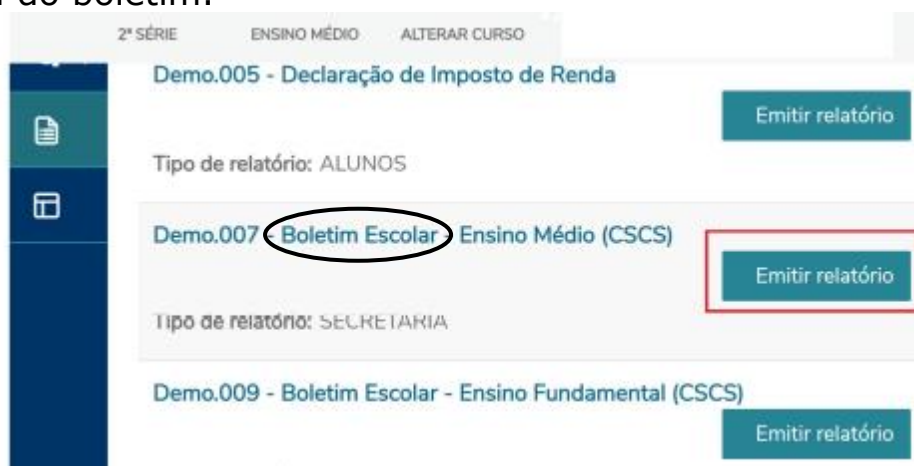 do boletim.
2ª SÉRIE ENSINO MÉDIO ALTERAR CURSO
Demo.005 - Declaração de Imposto de Renda
Emitir relatório
Tipo de relatório: ALUNOS
Demo.007 - Boletim Escolar - Ensino Médio (CSCS)
Emitir relatório
Tipo de relatório: SECRETARIA
Demo.009 - Boletim Escolar - Ensino Fundamental (CSCS)
Emitir relatório